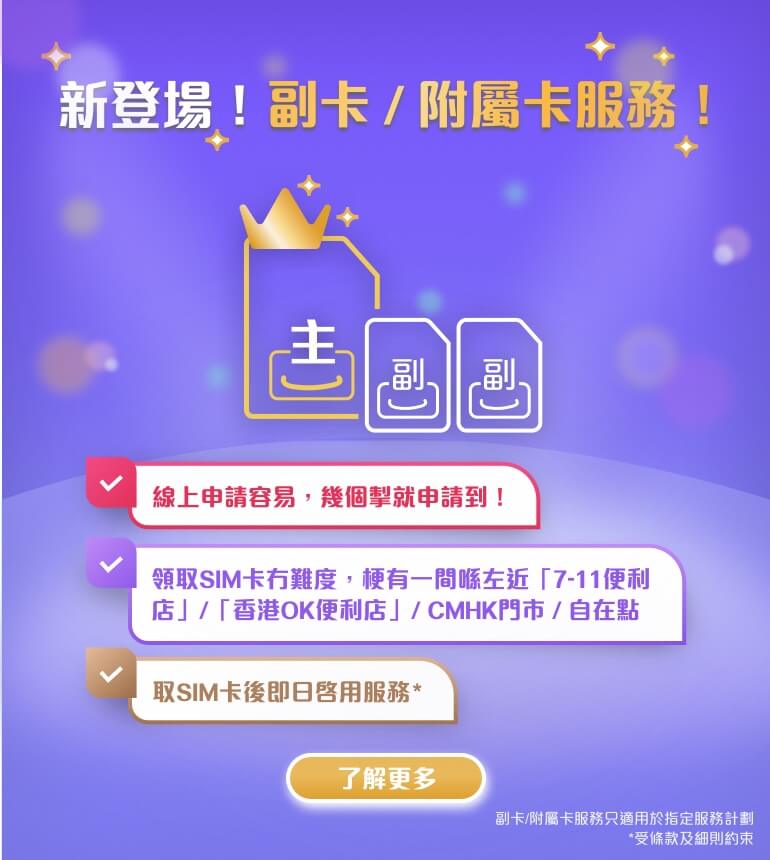 新登場！副卡 / 附屬卡服務！
主
副
副
線上申請容易，幾個掣就申請到！
領取SIM卡冇難度，梗有一間喺左近「7-11便利
店」/「香港OK便利店」/ CMHK門市 / 自在點
取SIM卡後即日啓用服務*
了解更多
副卡/附屬卡服務只適用於指定服務計劃
*受條款及細則約束